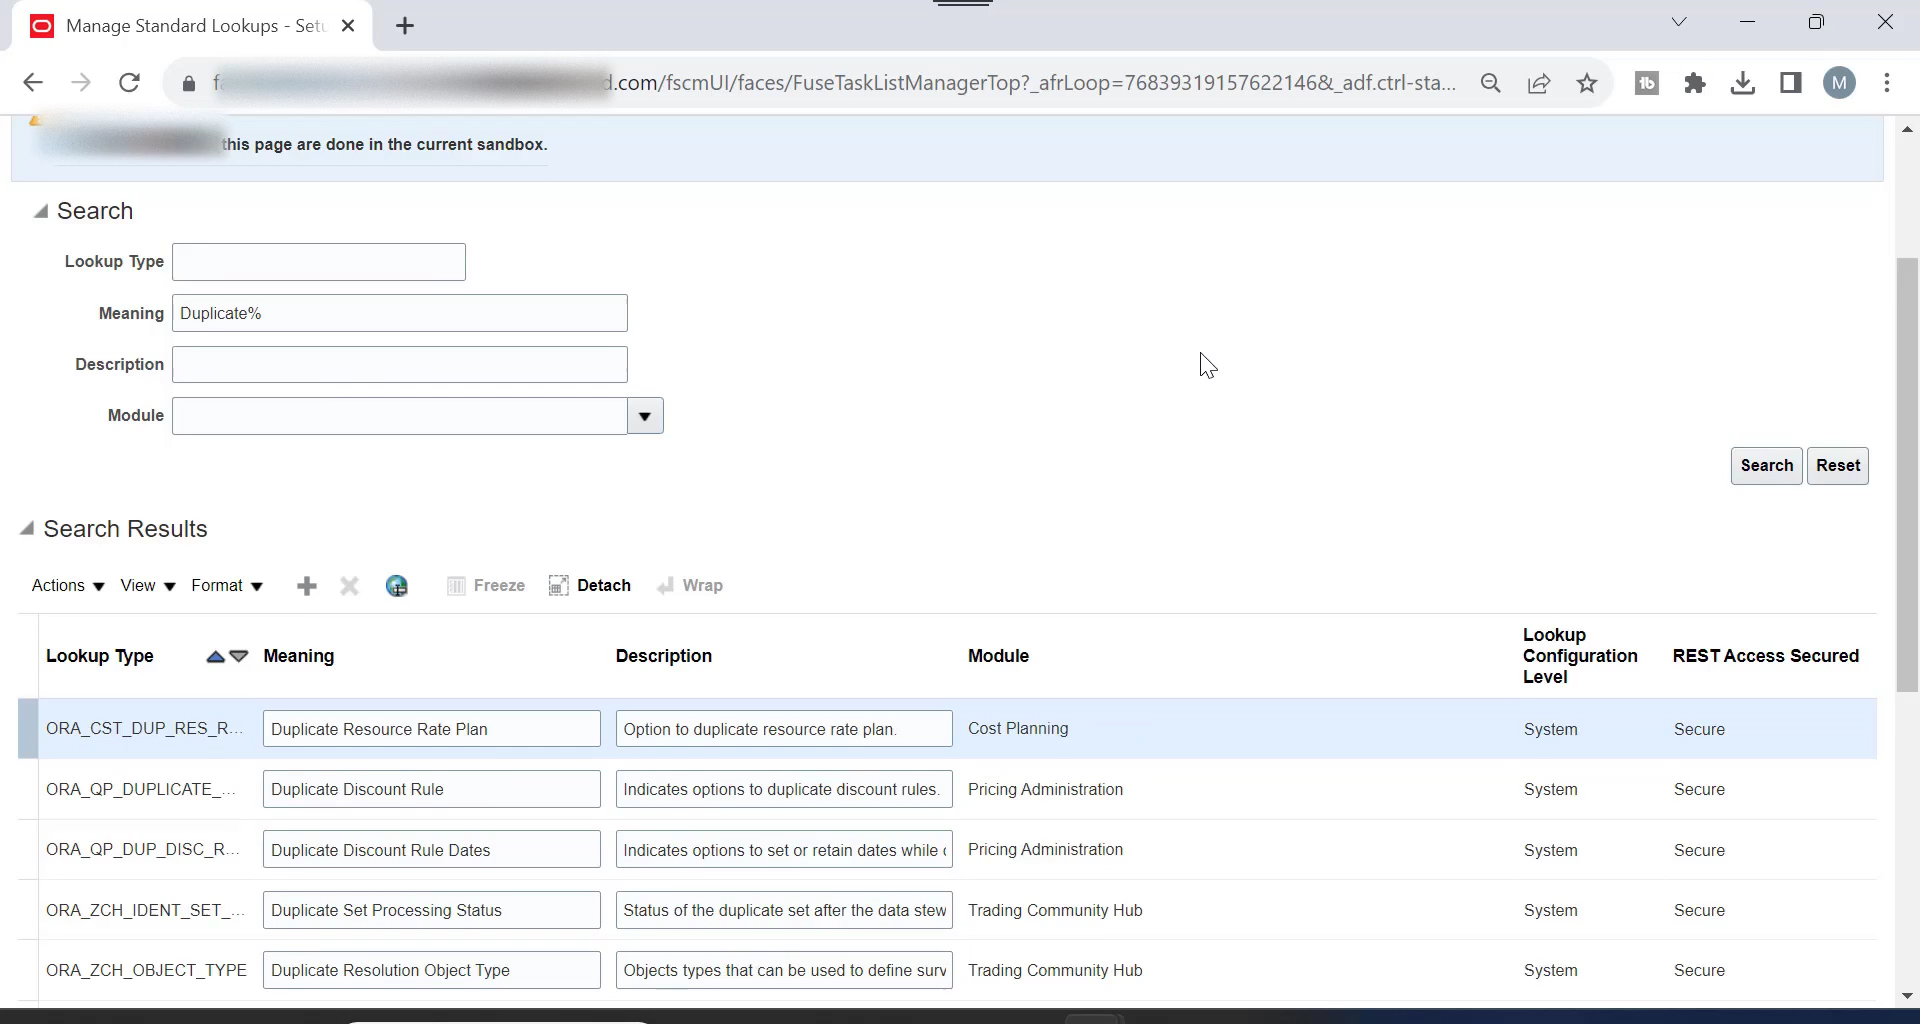 Manage Standard Lookups - Setu
.com/fscmUI/faces/FuseTaskListManagerTop?_afrLoop=76839319157622146&_adf.ctrl-sta...
M
this page are done in the current sandbox.
Search
Lookup Type
Meaning Duplicate%
Description
Module
Search Reset
Search Results
Actions View Format Freeze Detach Wrap
Lookup Type Meaning Description Module Lookup Configuration Level REST Access Secured
ORA_CST_DUP_RES_R... Duplicate Resource Rate Plan Option to duplicate resource rate plan. Cost Planning System Secure
ORA_QP_DUPLICATE_... Duplicate Discount Rule Indicates options to duplicate discount rules. Pricing Administration System Secure
ORA_QP_DUP_DISC_R... Duplicate Discount Rule Dates Indicates options to set or retain dates while Pricing Administration System Secure
ORA_ZCH_IDENT_SET_... Duplicate Set Processing Status Status of the duplicate set after the data stew Trading Community Hub System Secure
ORA_ZCH_OBJECT_TYPE Duplicate Resolution Object Type Objects types that can be used to define surv Trading Community Hub System Secure